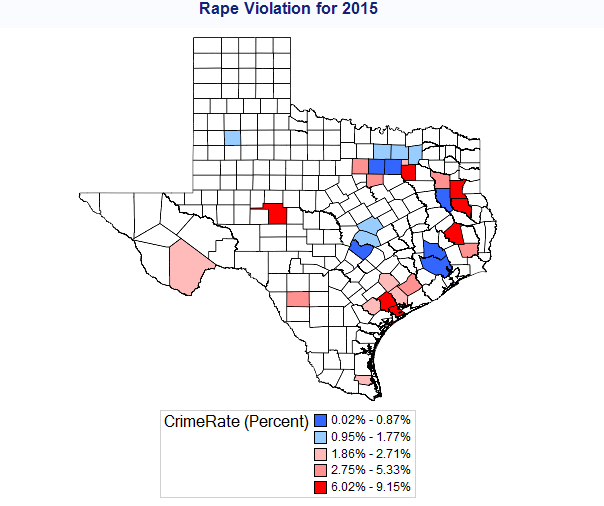 Rape Violation for 2015
CrimeRate (Percent)
0.02% - 0.87%
0.95% - 1.77%
1.86% - 2.71%
2.75% - 5.33%
6.02% - 9.15%